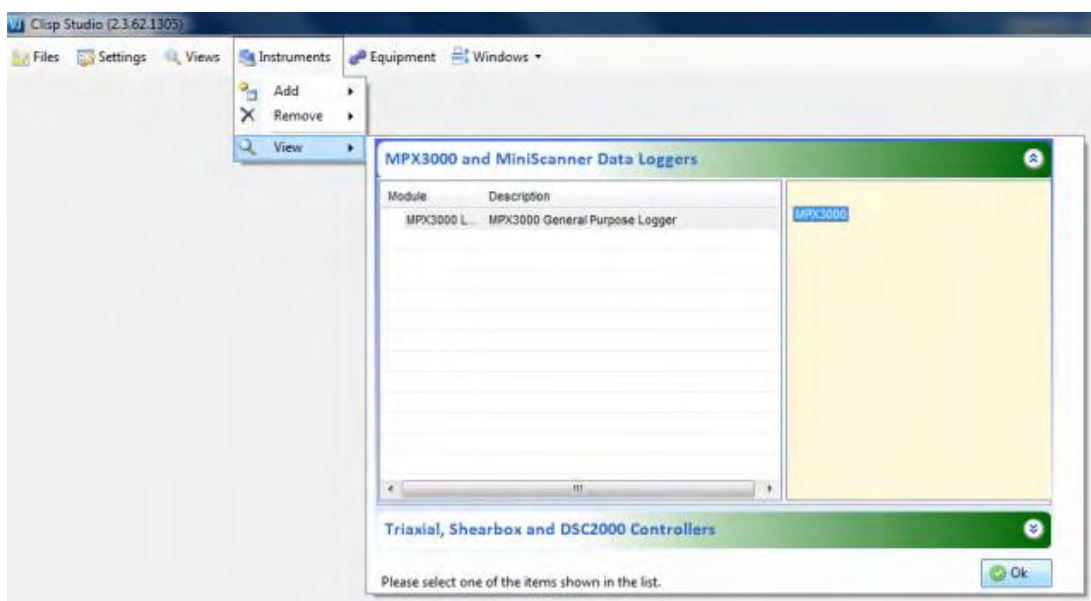 Clisp Studio (2.3.62.1305)
Files Settings Views Instruments Equipment Windows
Add
Remove
View
MPX3000 and MiniScanner Data Loggers
Module Description
MPX3000 L... MPX3000 General Purpose Logger
MPX3000
Triaxial, Shearbox and DSC2000 Controllers
Please select one of the items shown in the list.
Ok